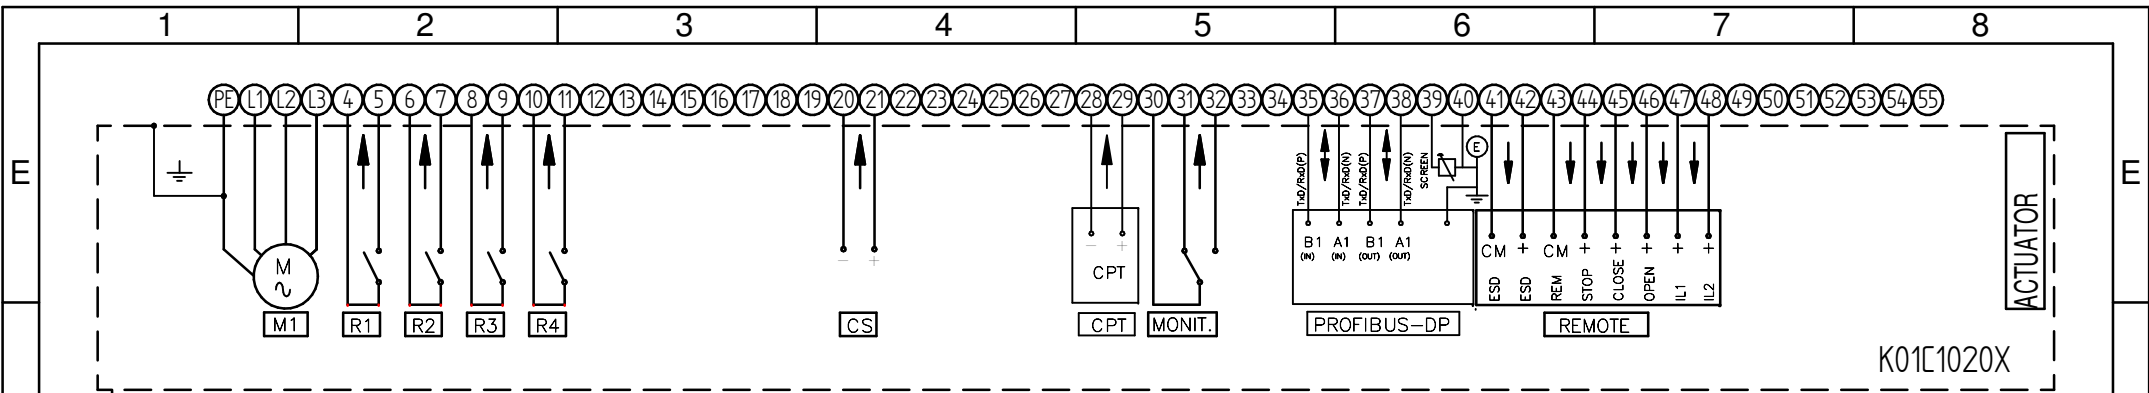 1 2 3 4 5 6 7 8
PE L1 L2 L3 4 5 6 7 8 9 10 11 12 13 14 15 16 17 18 19 20 21 22 23 24 25 26 27 28 29 30 31 32 33 34 35 36 37 38 39 40 41 42 43 44 45 46 47 48 49 50 51 52 53 54 55
E
E
TxD/RxD(P)
TxD/RxD(N)
TxD/RxD(P)
TxD/RxD(N)
SCREEN
E
ACTUATOR
M
- +
- +
CPT
B1 A1 B1 A1
(IN) (IN) (OUT) (OUT)
CM + CM + + + + +
ESD
ESD
REM
STOP
CLOSE
OPEN
IL1
IL2
M1 R1 R2 R3 R4 CS CPT MONIT. PROFIBUS-DP REMOTE
K01C1020X